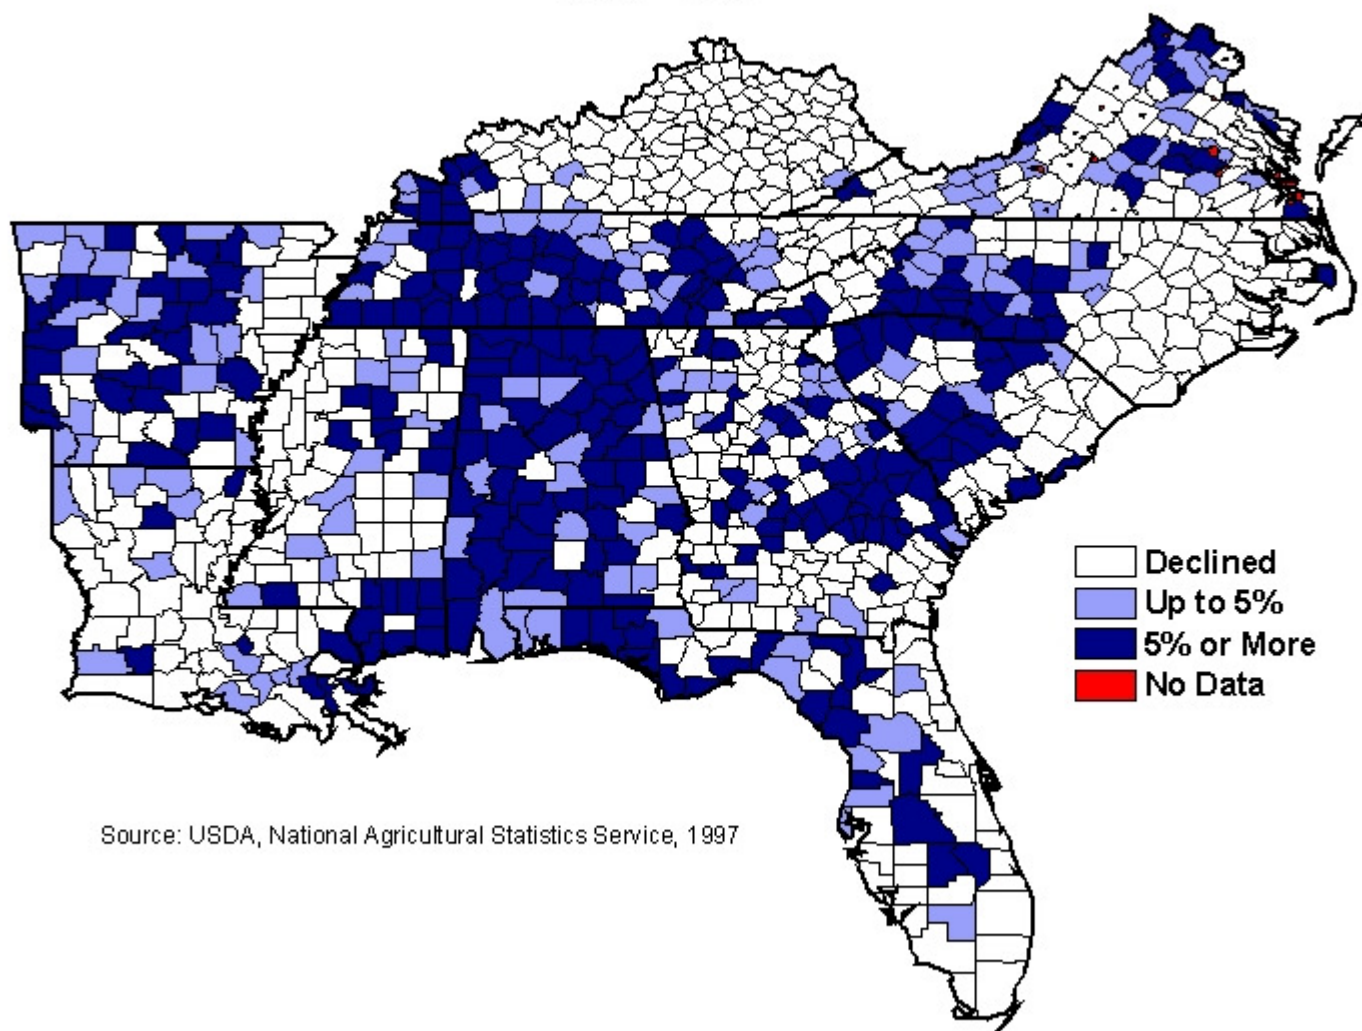 Declined
Up to 5%
5% or More
No Data
Source: USDA, National Agricultural Statistics Service, 1997